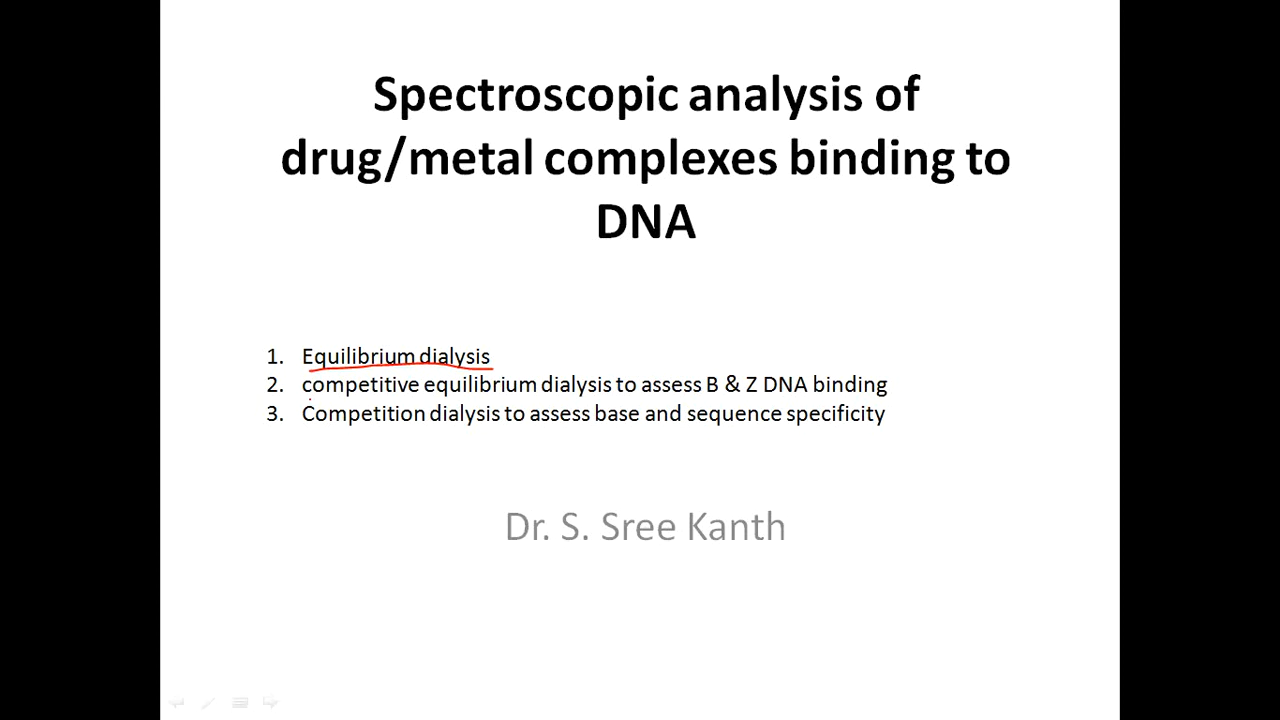 Spectroscopic analysis of
drug/metal complexes binding to
DNA
1. Equilibrium dialysis
2. competitive equilibrium dialysis to assess B & Z DNA binding
3. Competition dialysis to assess base and sequence specificity
Dr. S. Sree Kanth